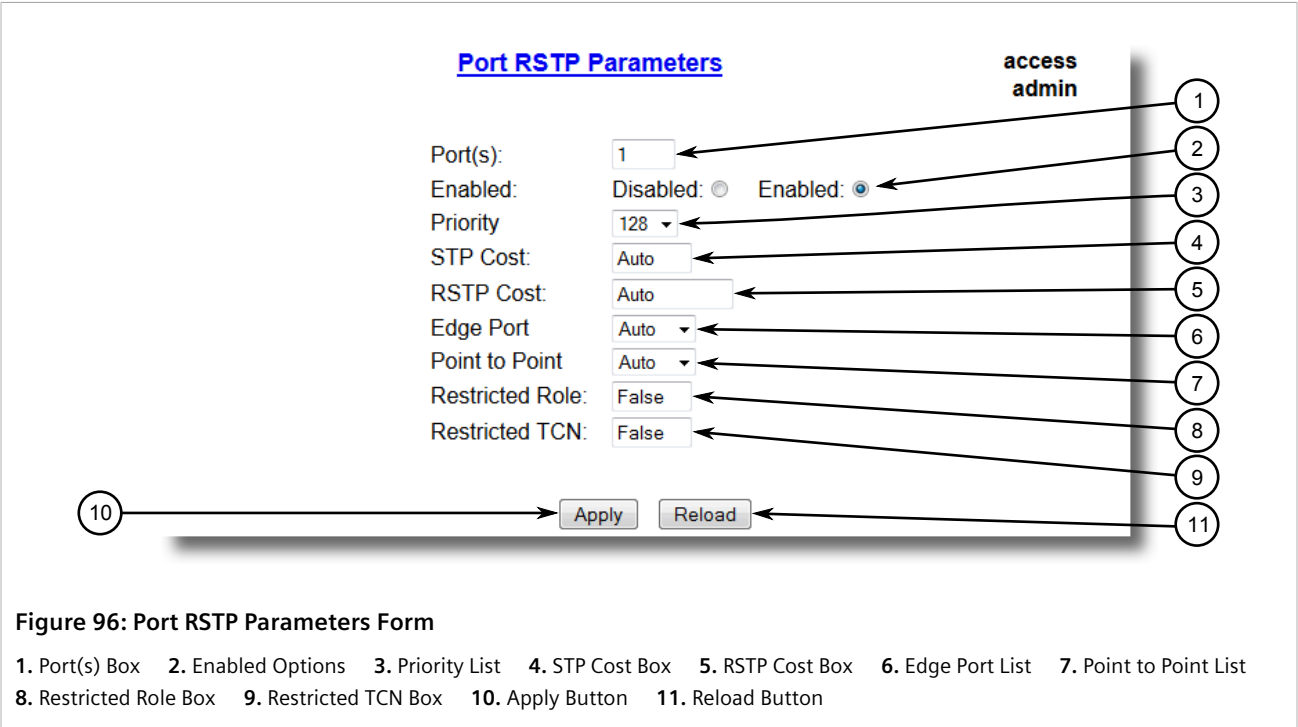 Port RSTP Parameters
access
admin
1
Port(s): 1
2
Enabled: Disabled: Enabled:
3
Priority 128
4
STP Cost: Auto
5
RSTP Cost: Auto
6
Edge Port Auto
7
Point to Point Auto
8
Restricted Role: False
Restricted TCN: False
9
10
Apply Reload
11
Figure 96: Port RSTP Parameters Form
1. Port(s) Box 2. Enabled Options 3. Priority List 4. STP Cost Box 5. RSTP Cost Box 6. Edge Port List 7. Point to Point List
8. Restricted Role Box 9. Restricted TCN Box 10. Apply Button 11. Reload Button